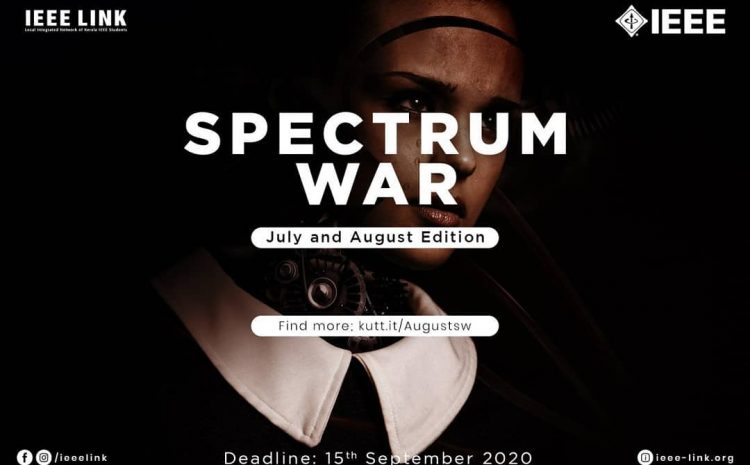 IEEE LINK
Local Integrated Network of Kerala IEEE Students
IEEE
SPECTRUM
WAR
July and August Edition
Find more; kutt.it/Augustsw
/ieeelink
Deadline: 15th September 2020
ieee-link.org